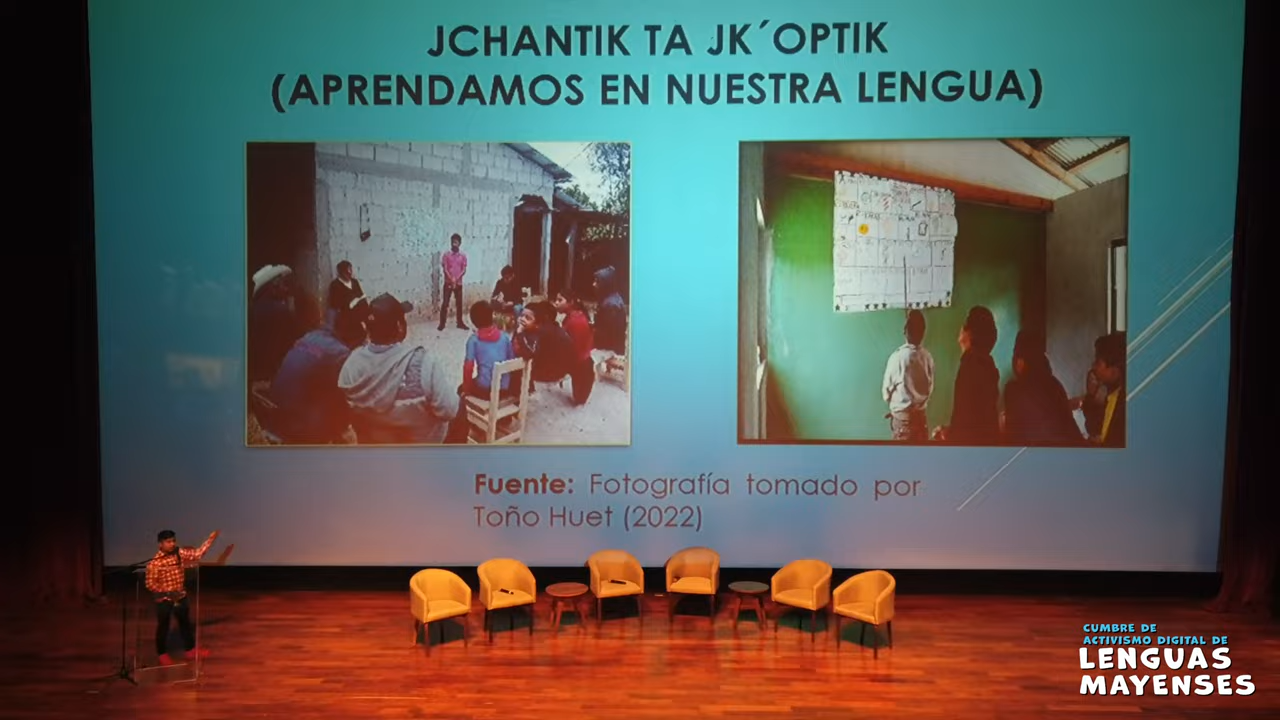 JCHANTIK TA JK´OPTIK
(APRENDAMOS EN NUESTRA LENGUA)
Fuente: Fotografía tomado por
Toño Huet (2022)
CUMBRE DE
ACTIVISMO DIGITAL DE
LENGUAS
MAYENSES